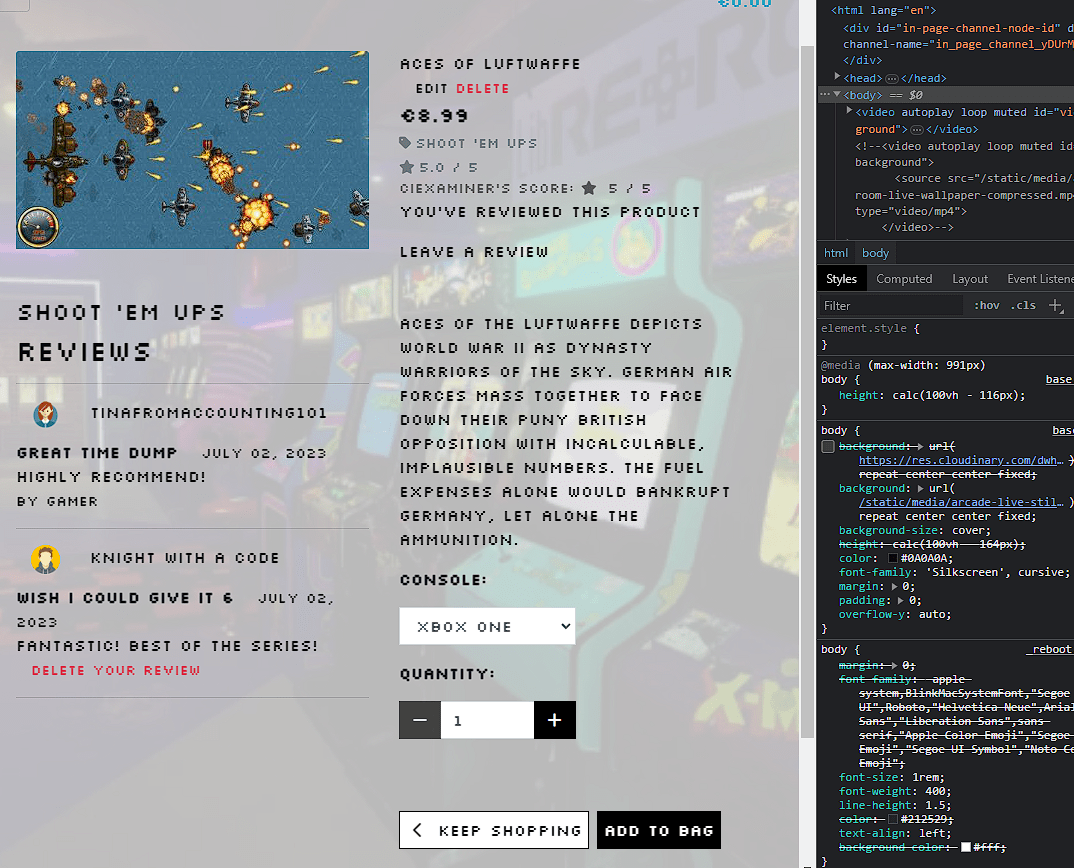 €0.00
ACES OF LUFTWAFFE
EDIT DELETE
€8.99
SHOOT 'EM UPS
5.0 / 5
CIEXAMINER'S SCORE: 5 / 5
YOU'VE REVIEWED THIS PRODUCT
LEAVE A REVIEW
SHOOT 'EM UPS
REVIEWS
TINAFROMACCOUNTING101
GREAT TIME DUMP JULY 02, 2023
HIGHLY RECOMMEND!
BY GAMER
KNIGHT WITH A CODE
WISH I COULD GIVE IT 6 JULY 02,
2023
FANTASTIC! BEST OF THE SERIES!
DELETE YOUR REVIEW
ACES OF THE LUFTWAFFE DEPICTS
WORLD WAR II AS DYNASTY
WARRIORS OF THE SKY. GERMAN AIR
FORCES MASS TOGETHER TO FACE
DOWN THEIR PUNY BRITISH
OPPOSITION WITH INCALCULABLE,
IMPLAUSIBLE NUMBERS. THE FUEL
EXPENSES ALONE WOULD BANKRUPT
GERMANY, LET ALONE THE
AMMUNITION.
CONSOLE:
XBOX ONE
QUANTITY:
− 1 +
KEEP SHOPPING ADD TO BAG
<html lang="en">
<div id="in-page-channel-node-id" d
channel-name="in_page_channel_yDUrM
</div>
<head> … </head>
<body> == $0
<video autoplay loop muted id="vi
ground"> … </video>
<!--<video autoplay loop muted id
background">
<source src="/static/media/
room-live-wallpaper-compressed.mp
type="video/mp4">
</video>-->
html body
Styles Computed Layout Event Listene
Filter :hov .cls +
element.style {
}
@media (max-width: 991px)
body { base
height: calc(100vh - 116px);
}
body { bas
background: url(
https://res.cloudinary.com/dwh… )
repeat center center fixed;
background: url(
/static/media/arcade-live-stil… )
repeat center center fixed;
background-size: cover;
height: calc(100vh - 164px);
color: #0A0A0A;
font-family: 'Silkscreen', cursive;
margin: 0;
padding: 0;
overflow-y: auto;
}
body { _reboot
margin: 0;
font-family: -apple-
system,BlinkMacSystemFont,"Segoe
UI",Roboto,"Helvetica Neue",Arial
Sans","Liberation Sans",sans-
serif,"Apple Color Emoji","Segoe
Emoji","Segoe UI Symbol","Noto Co
Emoji";
font-size: 1rem;
font-weight: 400;
line-height: 1.5;
color: #212529;
text-align: left;
background-color: #fff;
}